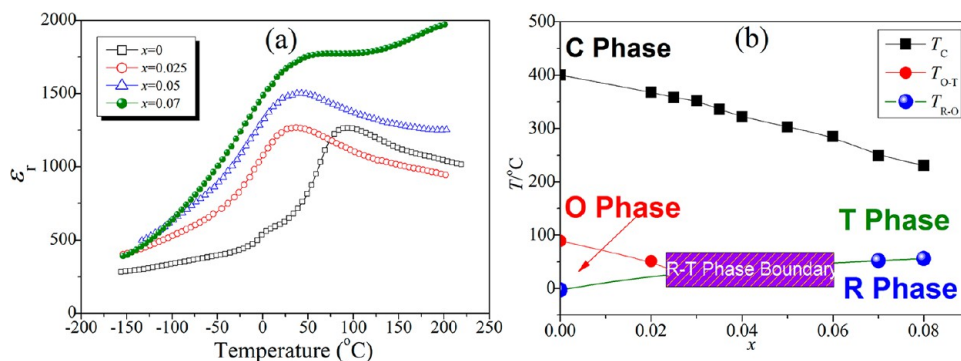 (a)
x=0
x=0.025
x=0.05
x=0.07
2000
1500
1000
500
0
εr
-200 -150 -100 -50 0 50 100 150 200 250
Temperature (°C)
(b)
C Phase
TC
TO-T
TR-O
500
400
300
200
100
0
T/°C
O Phase
T Phase
R-T Phase Boundary
R Phase
0.00 0.02 0.04 0.06 0.08
x